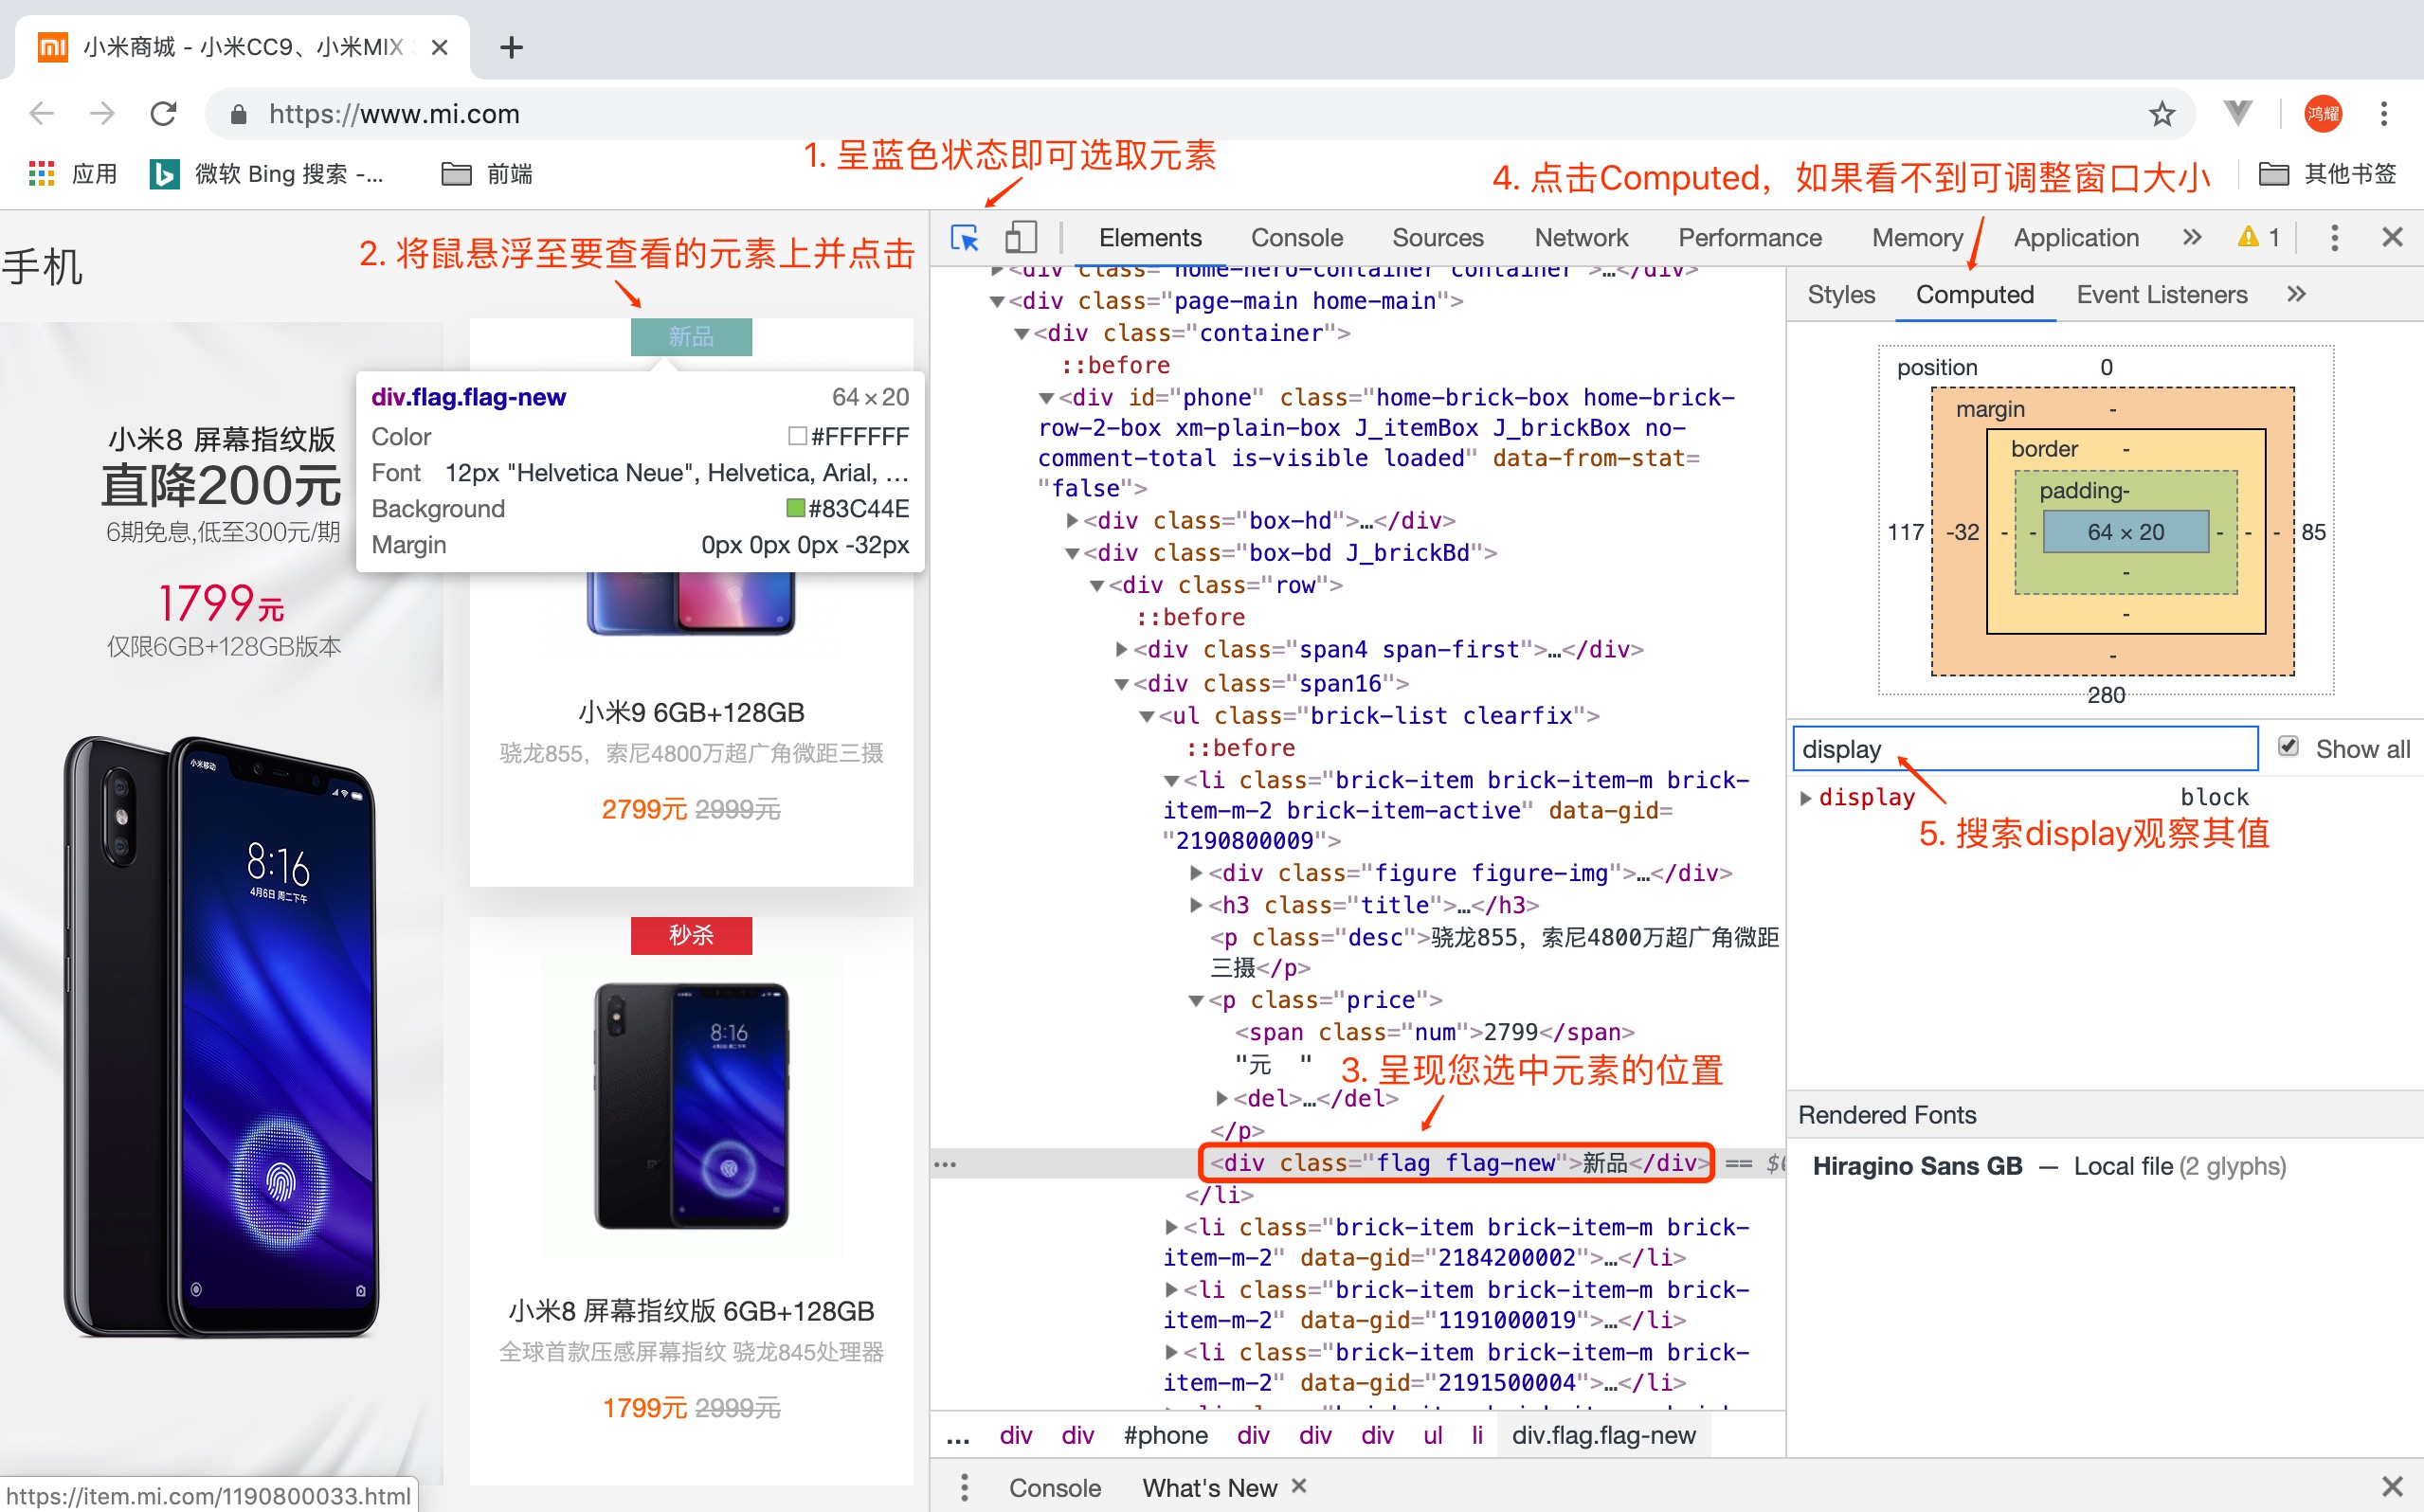 小米商城 - 小米CC9、小米MIX
https://www.mi.com
鸿耀
应用
微软 Bing 搜索 -...
前端
其他书签
1. 呈蓝色状态即可选取元素
4. 点击Computed，如果看不到可调整窗口大小
2. 将鼠悬浮至要查看的元素上并点击
手机
新品
div.flag.flag-new 64 × 20
Color #FFFFFF
Font 12px "Helvetica Neue", Helvetica, Arial, …
Background #83C44E
Margin 0px 0px 0px -32px
小米8 屏幕指纹版
直降200元
6期免息,低至300元/期
1799元
仅限6GB+128GB版本
小米移动
8:16
4月6日 周二下午
小米9 6GB+128GB
骁龙855，索尼4800万超广角微距三摄
2799元 2999元
秒杀
8:16
小米8 屏幕指纹版 6GB+128GB
全球首款压感屏幕指纹 骁龙845处理器
1799元 2999元
https://item.mi.com/1190800033.html
Elements Console Sources Network Performance Memory Application » 1
<div class="home-hero-container container">…</div>
<div class="page-main home-main">
<div class="container">
::before
<div id="phone" class="home-brick-box home-brick-
row-2-box xm-plain-box J_itemBox J_brickBox no-
comment-total is-visible loaded" data-from-stat=
"false">
<div class="box-hd">…</div>
<div class="box-bd J_brickBd">
<div class="row">
::before
<div class="span4 span-first">…</div>
<div class="span16">
<ul class="brick-list clearfix">
::before
<li class="brick-item brick-item-m brick-
item-m-2 brick-item-active" data-gid=
"2190800009">
<div class="figure figure-img">…</div>
<h3 class="title">…</h3>
<p class="desc">骁龙855，索尼4800万超广角微距
三摄</p>
<p class="price">
<span class="num">2799</span>
"元 "
3. 呈现您选中元素的位置
<del>…</del>
</p>
<div class="flag flag-new">新品</div> == $
</li>
<li class="brick-item brick-item-m brick-
item-m-2" data-gid="2184200002">…</li>
<li class="brick-item brick-item-m brick-
item-m-2" data-gid="1191000019">…</li>
<li class="brick-item brick-item-m brick-
item-m-2" data-gid="2191500004">…</li>
... div div #phone div div div ul li div.flag.flag-new
Console What's New
Styles Computed Event Listeners »
position 0
margin -
border -
padding-
117 -32 - - 64 × 20 - - - 85
-
-
-
280
display Show all
display block
5. 搜索display观察其值
Rendered Fonts
Hiragino Sans GB — Local file (2 glyphs)